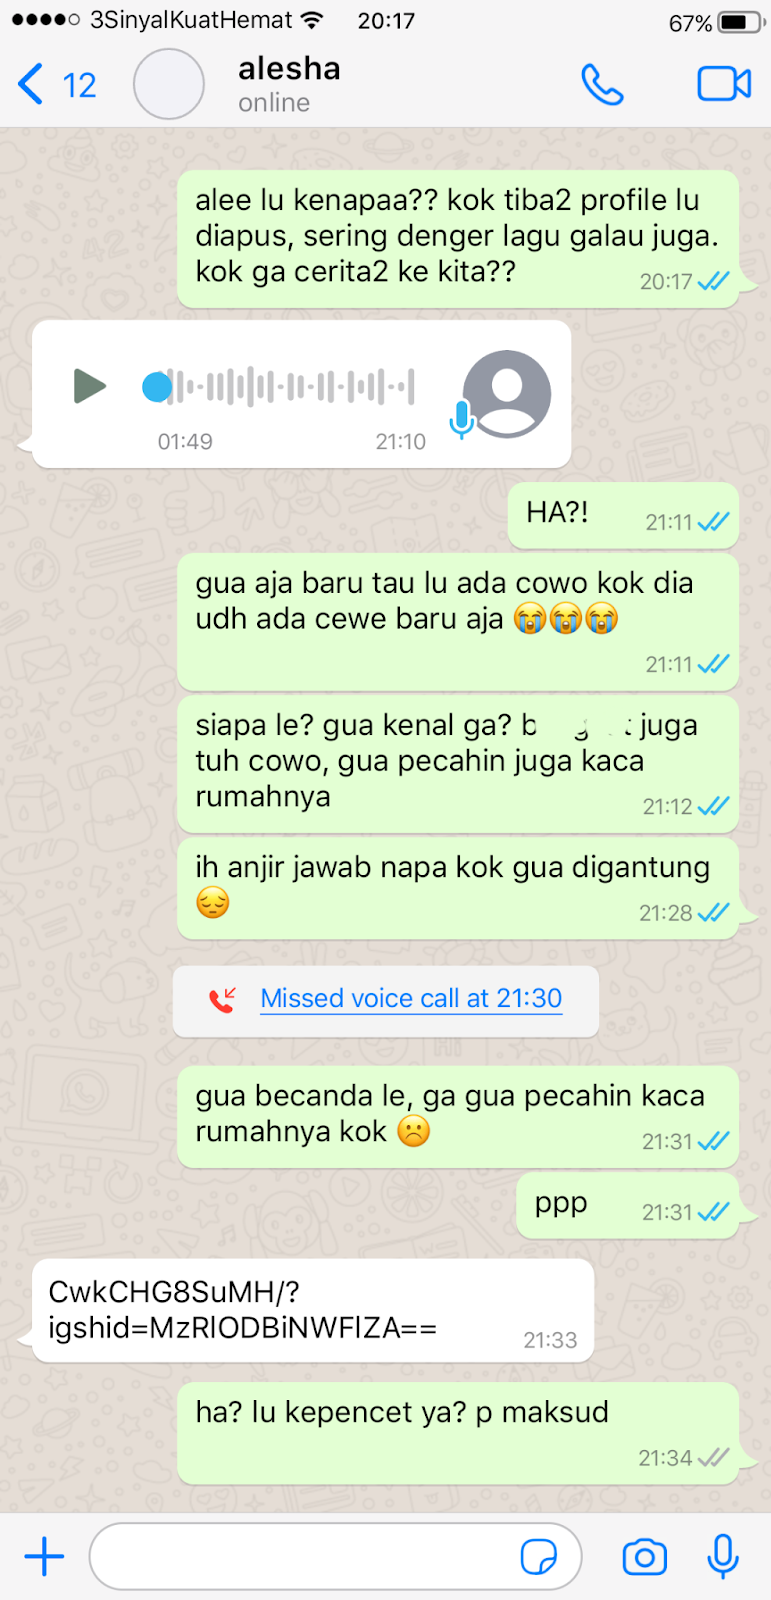 3SinyalKuatHemat 20:17 67%
12 alesha
online
alee lu kenapaa?? kok tiba2 profile lu
diapus, sering denger lagu galau juga.
kok ga cerita2 ke kita??
20:17
01:49 21:10
HA?!
21:11
gua aja baru tau lu ada cowo kok dia
udh ada cewe baru aja 😭😭😭
21:11
siapa le? gua kenal ga? juga
tuh cowo, gua pecahin juga kaca
rumahnya
21:12
ih anjir jawab napa kok gua digantung
😔
21:28
Missed voice call at 21:30
gua becanda le, ga gua pecahin kaca
rumahnya kok ☹️
21:31
ppp
21:31
CwkCHG8SuMH/?
igshid=MzRlODBiNWFlZA==
21:33
ha? lu kepencet ya? p maksud
21:34